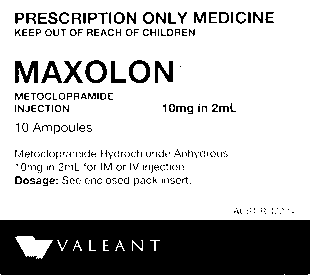 PRESCRIPTION ONLY MEDICINE
KEEP OUT OF REACH OF CHILDREN
MAXOLON
METOCLOPRAMIDE
INJECTION 10mg in 2mL
10 Ampoules
Metoclopramide Hydrochloride Anhydrous
10mg in 2mL for IM or IV injection
Dosage: See enclosed pack insert.
AUST R
VALEANT